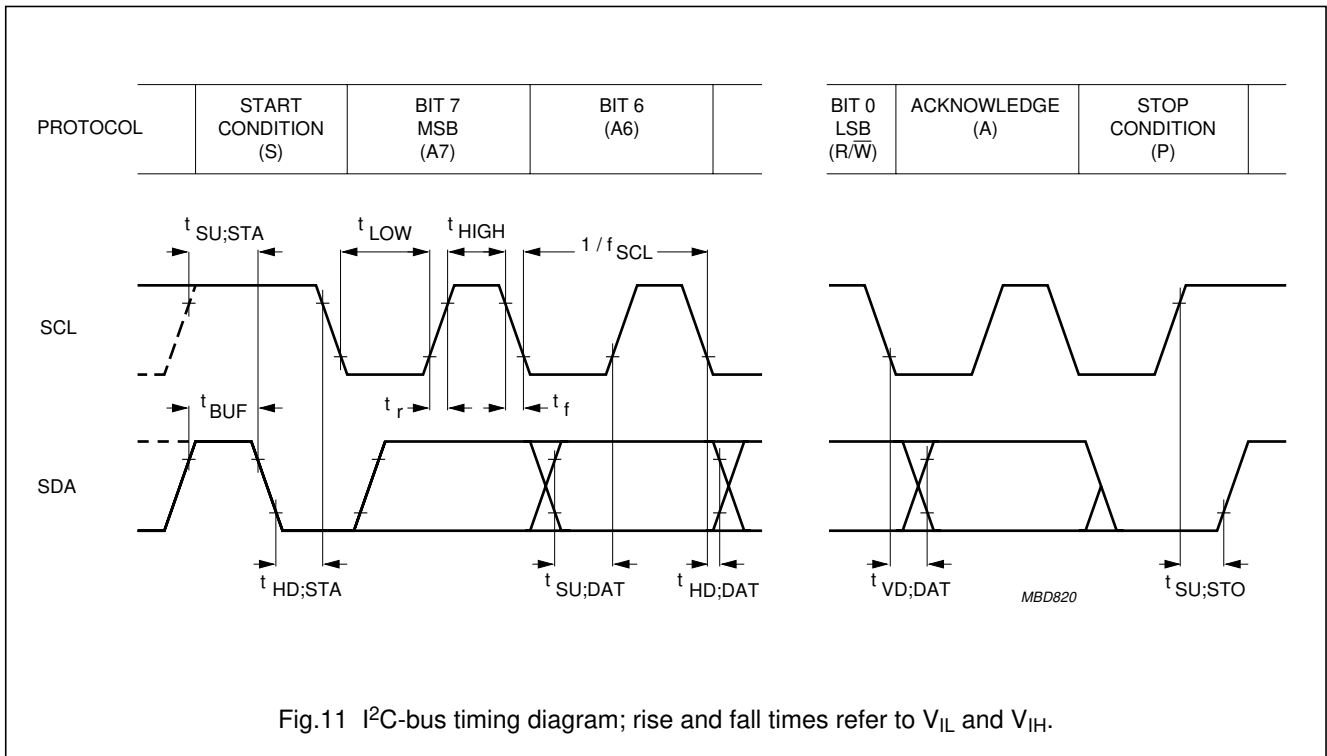 PROTOCOL
START
CONDITION
(S)
BIT 7
MSB
(A7)
BIT 6
(A6)
BIT 0
LSB
(R/W̅)
ACKNOWLEDGE
(A)
STOP
CONDITION
(P)
t SU;STA
t LOW
t HIGH
1 / f SCL
SCL
t BUF
t r
t f
SDA
t HD;STA
t SU;DAT
t HD;DAT
t VD;DAT
MBD820
t SU;STO
Fig.11 I²C-bus timing diagram; rise and fall times refer to VIL and VIH.